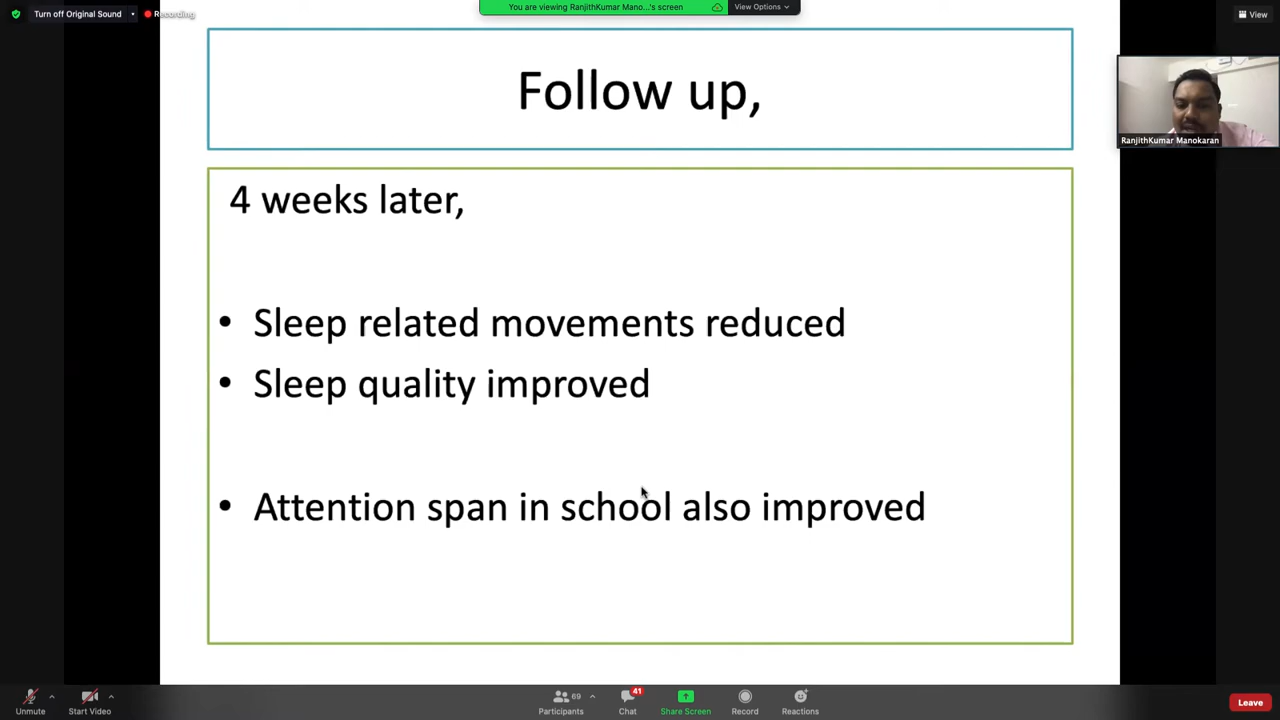 Turn off Original Sound
Recording
You are viewing RanjithKumar Mano...'s screen
View Options
View
Follow up,
RanjithKumar Manokaran
4 weeks later,
• Sleep related movements reduced
• Sleep quality improved
• Attention span in school also improved
Unmute
Start Video
69
Participants
41
Chat
Share Screen
Record
Reactions
Leave